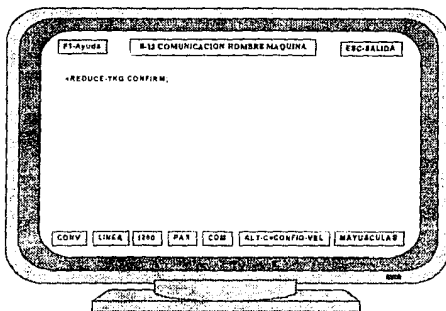 F1-Ayuda S-12 COMUNICACION HOMBRE MAQUINA ESC-SALIDA
<REDUCE-TKG CONFIRM;
CONV LINEA 1200 PAR COM ALT-C=CONFIG-VEL MAYUSCULAS